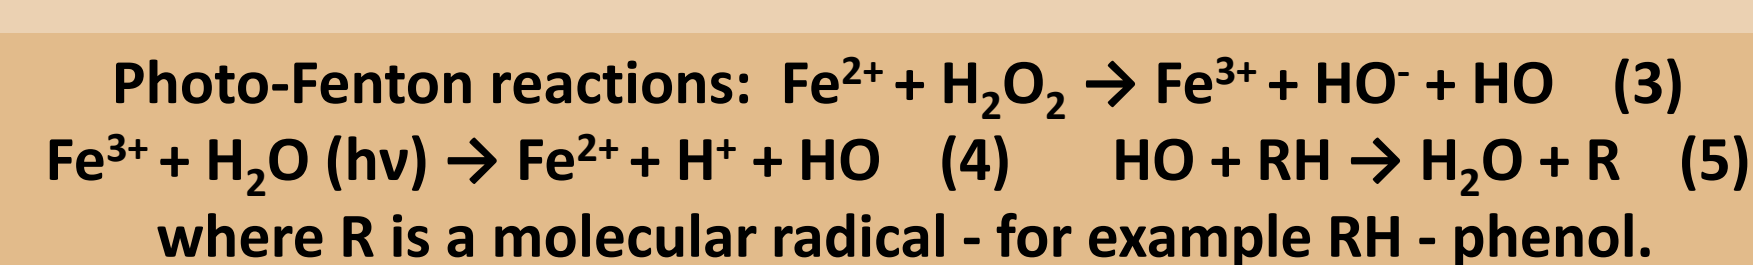 Photo-Fenton reactions: Fe²⁺ + H₂O₂ → Fe³⁺ + HO⁻ + HO (3)
Fe³⁺ + H₂O (hν) → Fe²⁺ + H⁺ + HO (4) HO + RH → H₂O + R (5)
where R is a molecular radical - for example RH - phenol.